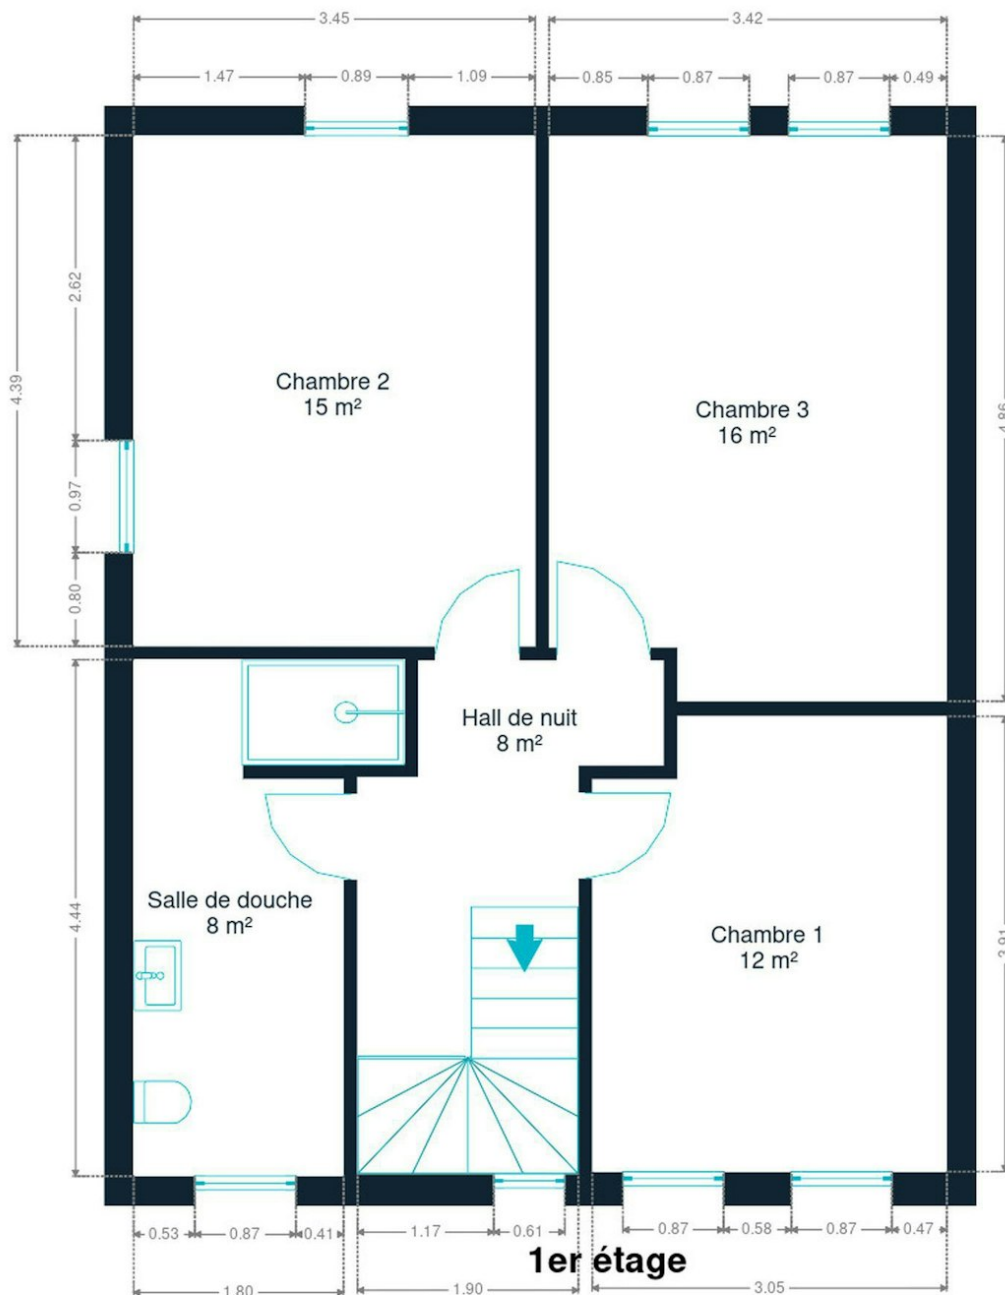 3.45
3.42
1.47
0.89
1.09
0.85
0.87
0.87
0.49
2.62
4.39
Chambre 2
15 m²
Chambre 3
16 m²
4.86
0.97
0.80
Hall de nuit
8 m²
Salle de douche
8 m²
4.44
Chambre 1
12 m²
3.91
0.53
0.87
0.41
1.17
0.61
0.87
0.58
0.87
0.47
1er étage
1.80
1.90
3.05